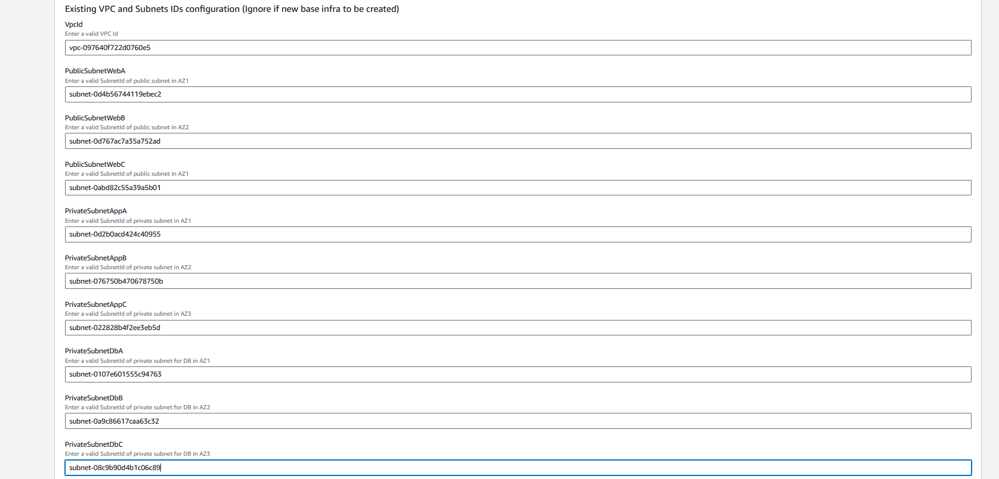 Existing VPC and Subnets IDs configuration (Ignore if new base infra to be created)
VpcId
Enter a valid VPC Id
vpc-097640f722d0760e5
PublicSubnetWebA
Enter a valid SubnetId of public subnet in AZ1
subnet-0d4b56744119ebec2
PublicSubnetWebB
Enter a valid SubnetId of public subnet in AZ2
subnet-0d767ac7a35a752ad
PublicSubnetWebC
Enter a valid SubnetId of public subnet in AZ1
subnet-0abd82c55a39a5b01
PrivateSubnetAppA
Enter a valid SubnetId of private subnet in AZ1
subnet-0d2b0acd424c40955
PrivateSubnetAppB
Enter a valid SubnetId of private subnet in AZ2
subnet-076750b470678750b
PrivateSubnetAppC
Enter a valid SubnetId of private subnet in AZ3
subnet-022828b4f2ee3eb5d
PrivateSubnetDbA
Enter a valid SubnetId of private subnet for DB in AZ1
subnet-0107e601555c94763
PrivateSubnetDbB
Enter a valid SubnetId of private subnet for DB in AZ2
subnet-0a9c86617caa63c32
PrivateSubnetDbC
Enter a valid SubnetId of private subnet for DB in AZ3
subnet-08c9b90d4b1c06c89